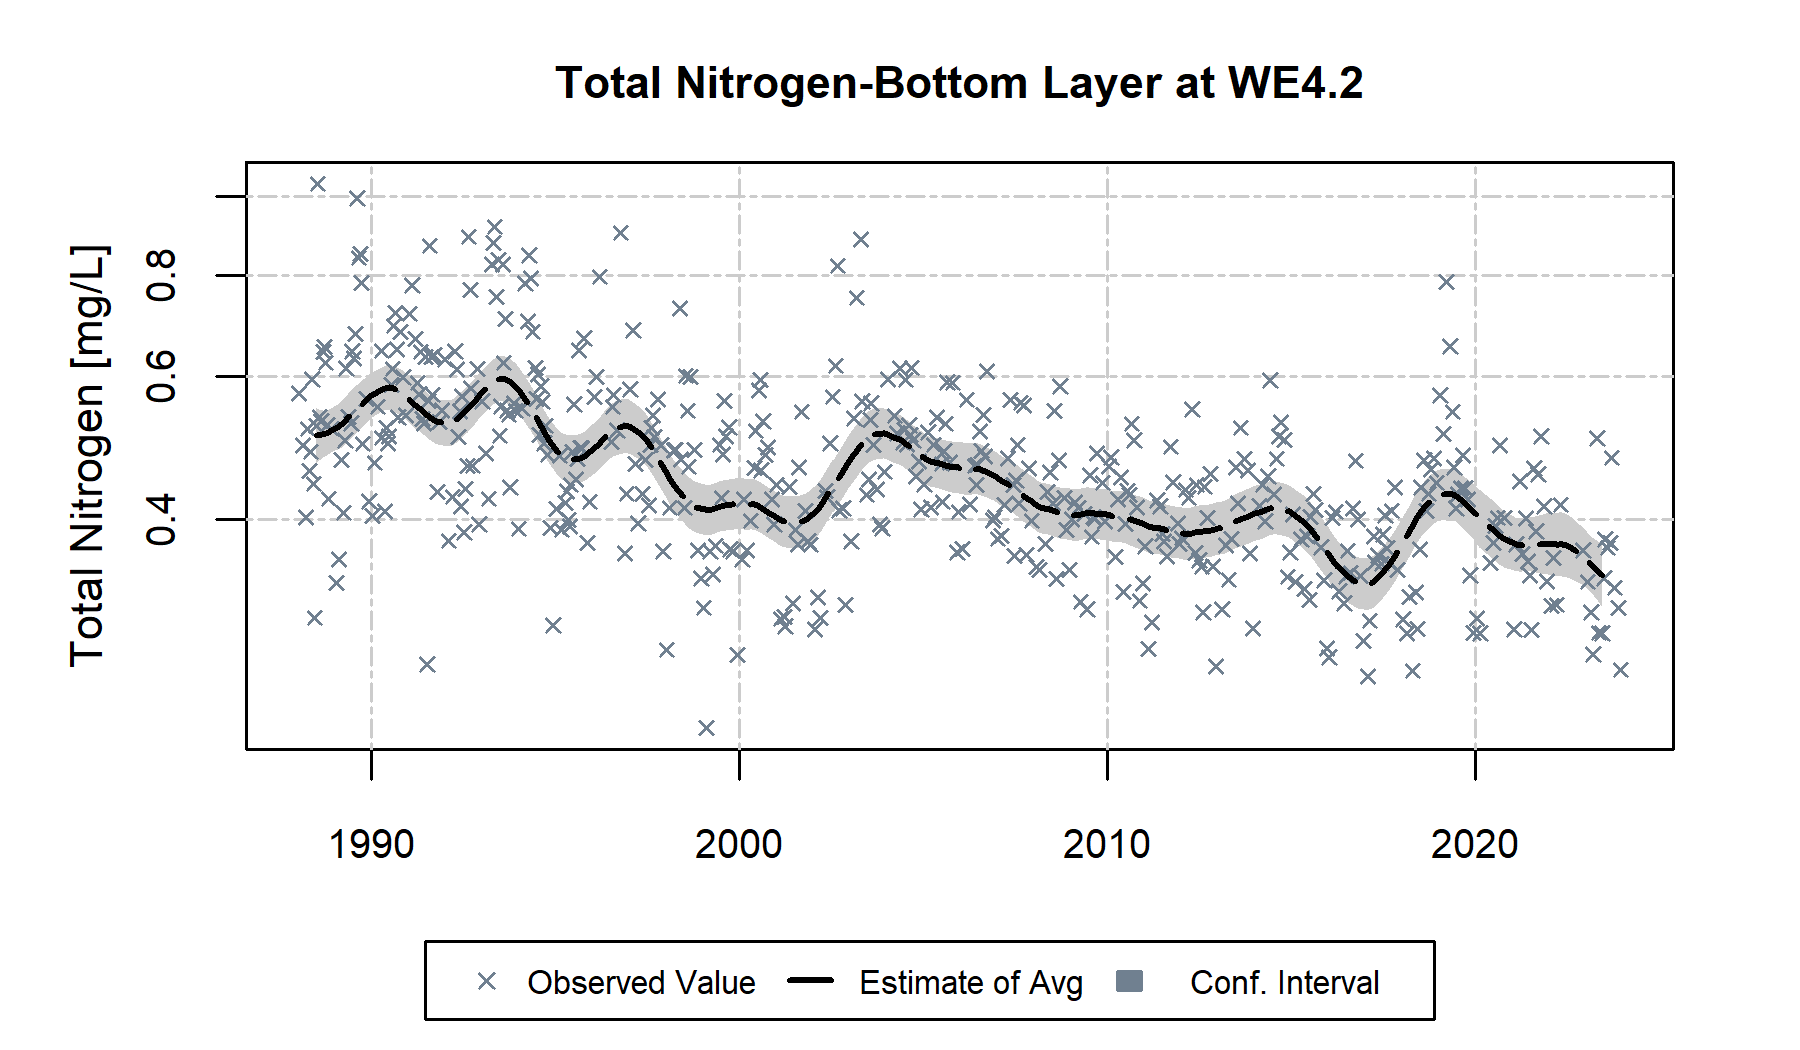 Total Nitrogen-Bottom Layer at WE4.2
Total Nitrogen [mg/L]
0.8
0.6
0.4
1990 2000 2010 2020
Observed Value Estimate of Avg Conf. Interval